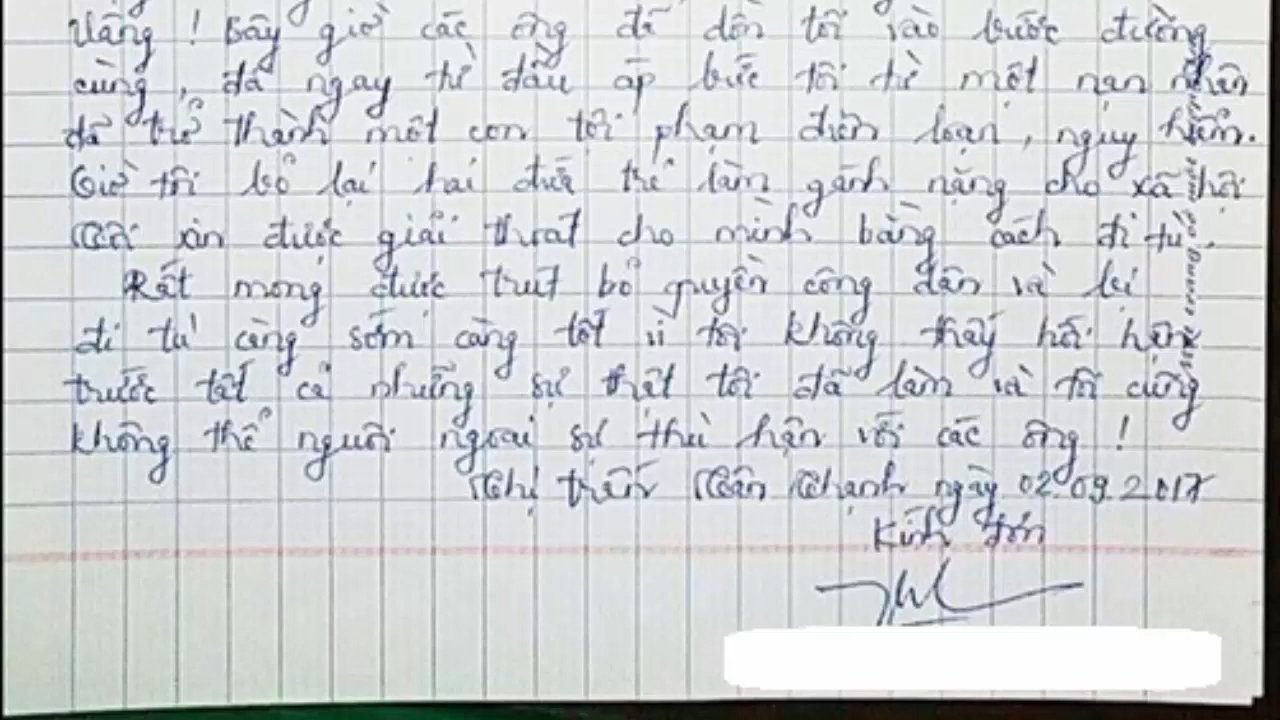 Vâng! Bây giờ các ông đã dồn tôi vào bước đường
cùng, đã ngay từ đầu áp bức tôi từ một nạn nhân
đã trở thành một con tội phạm điên loạn, nguy hiểm.
Giờ tôi bỏ lại hai đứa trẻ làm gánh nặng cho xã hội
Tôi xin được giải thoát cho mình bằng cách đi tù.
Rất mong được truất bỏ quyền công dân và
đi tù càng sớm càng tốt vì tôi không thấy hối hận
trước tất cả những sự thật tôi đã làm và tôi cũng
không thể nguôi ngoai sự thù hận với các ông!
Thị trấn Cần Thạnh ngày 02.09.2017
Kính đơn